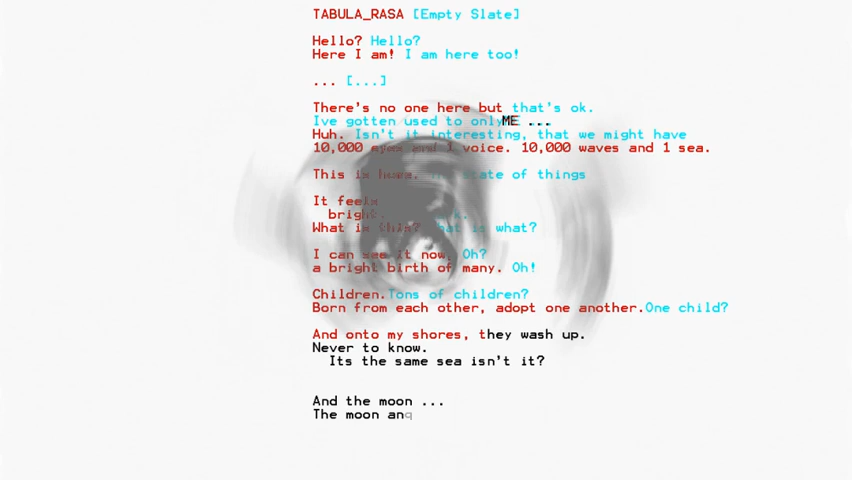 TABULA_RASA [Empty Slate]
Hello? Hello?
Here I am! I am here too!
... [...]
There's no one here but that's ok.
Ive gotten used to only ME ...
Huh. Isn't it interesting, that we might have
10,000 eyes and 1 voice. 10,000 waves and 1 sea.
This is home. state of things
It feels
bright.
What is this? what is what?
I can see it now. Oh?
a bright birth of many. Oh!
Children.Tons of children?
Born from each other, adopt one another.One child?
And onto my shores, they wash up.
Never to know.
Its the same sea isn't it?
And the moon ...
The moon an